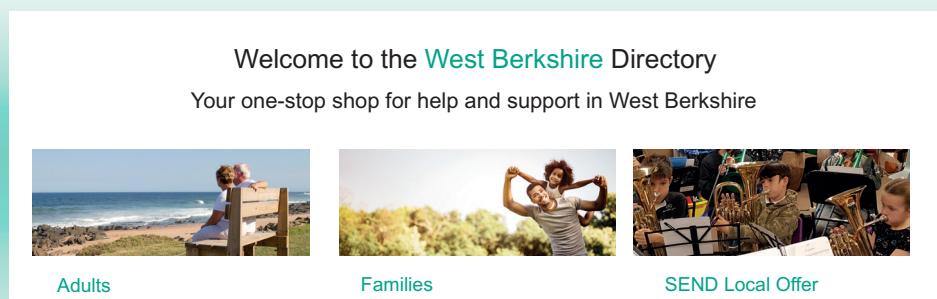 Welcome to the West Berkshire Directory
Your one-stop shop for help and support in West Berkshire
Adults
Families
SEND Local Offer